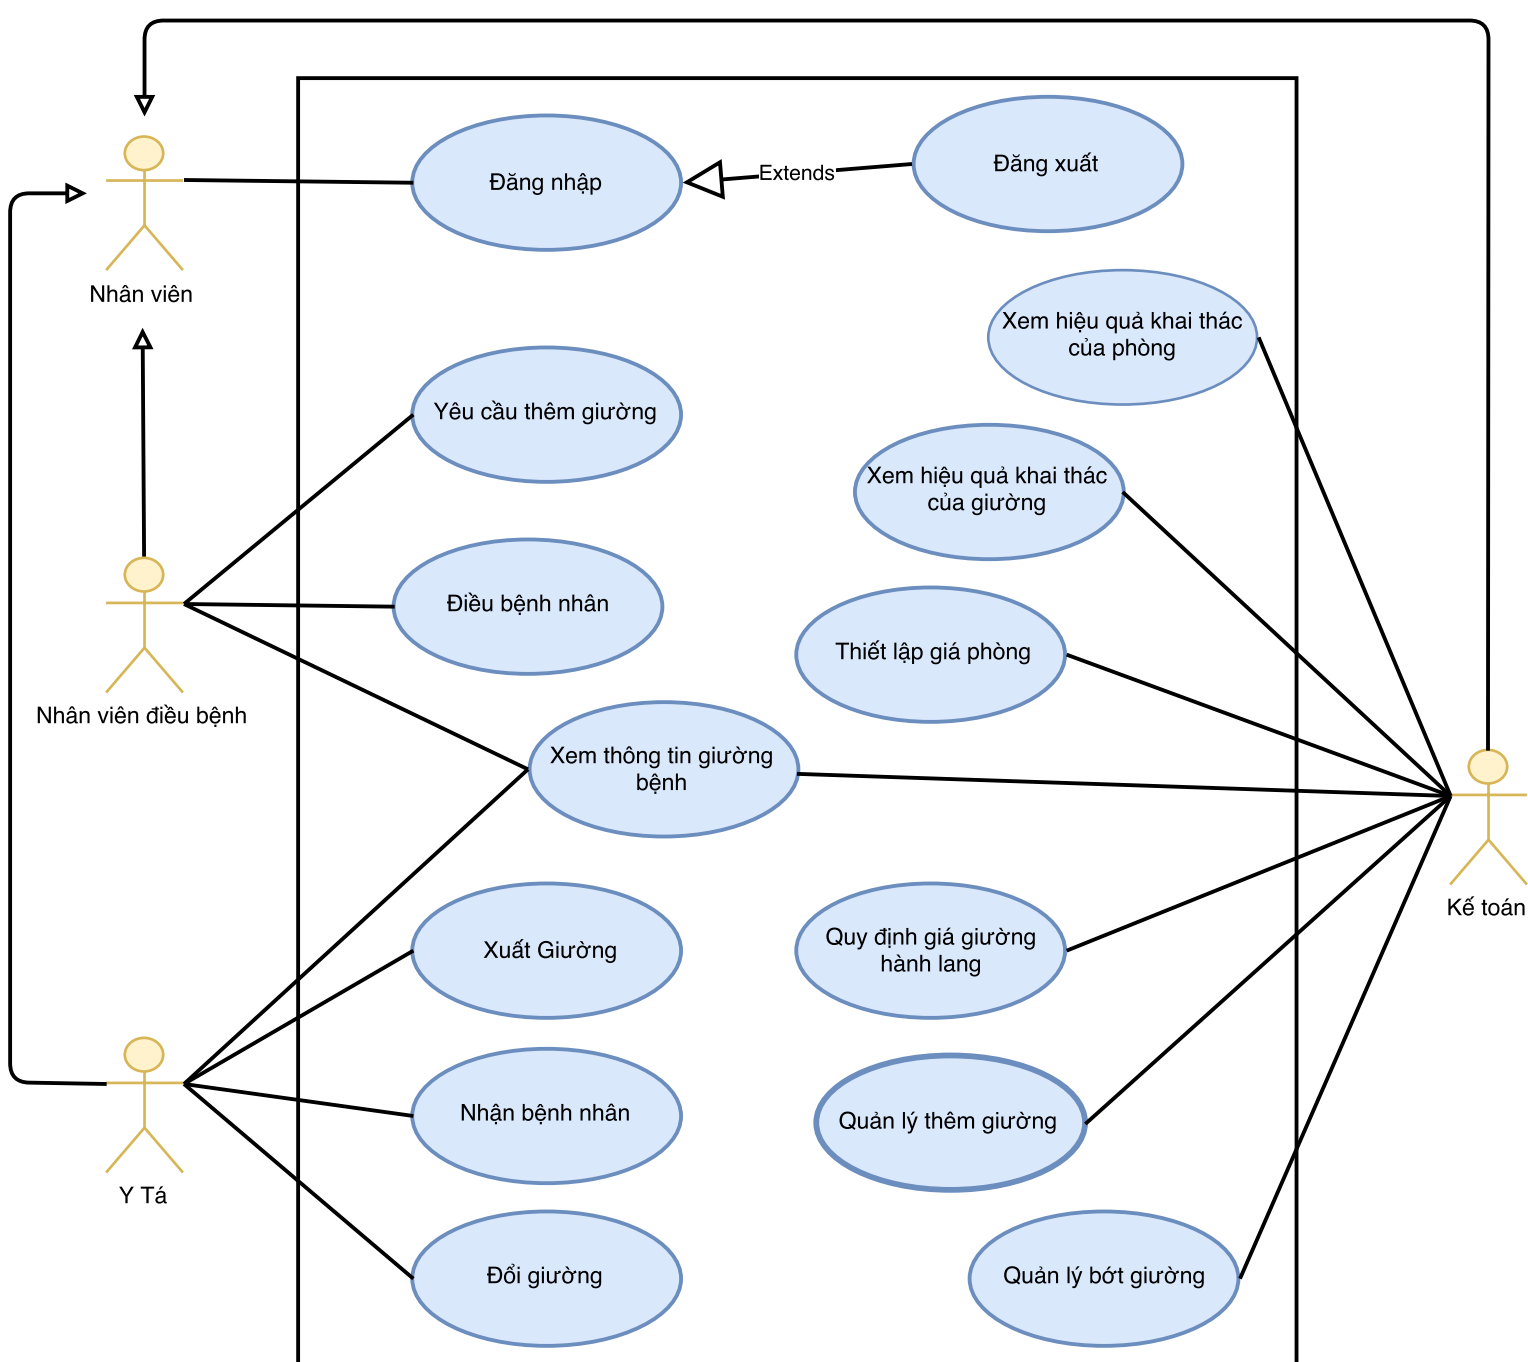 Đăng nhập
Extends
Đăng xuất
Nhân viên
Xem hiệu quả khai thác
của phòng
Yêu cầu thêm giường
Xem hiệu quả khai thác
của giường
Điều bệnh nhân
Thiết lập giá phòng
Nhân viên điều bệnh
Xem thông tin giường
bệnh
Kế toán
Xuất Giường
Quy định giá giường
hành lang
Nhận bệnh nhân
Quản lý thêm giường
Y Tá
Đổi giường
Quản lý bớt giường